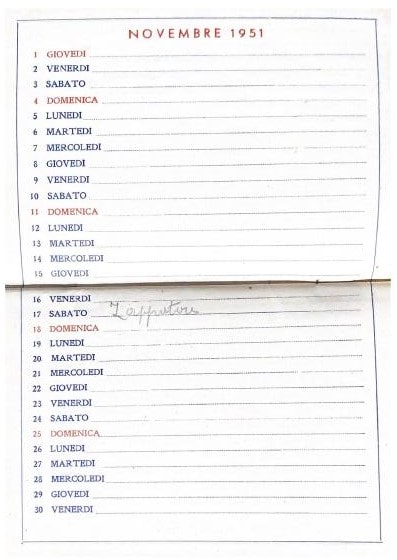 NOVEMBRE 1951
1 GIOVEDI
2 VENERDI
3 SABATO
4 DOMENICA
5 LUNEDI
6 MARTEDI
7 MERCOLEDI
8 GIOVEDI
9 VENERDI
10 SABATO
11 DOMENICA
12 LUNEDI
13 MARTEDI
14 MERCOLEDI
15 GIOVEDI
16 VENERDI
17 SABATO
18 DOMENICA
19 LUNEDI
20 MARTEDI
21 MERCOLEDI
22 GIOVEDI
23 VENERDI
24 SABATO
25 DOMENICA
26 LUNEDI
27 MARTEDI
28 MERCOLEDI
29 GIOVEDI
30 VENERDI